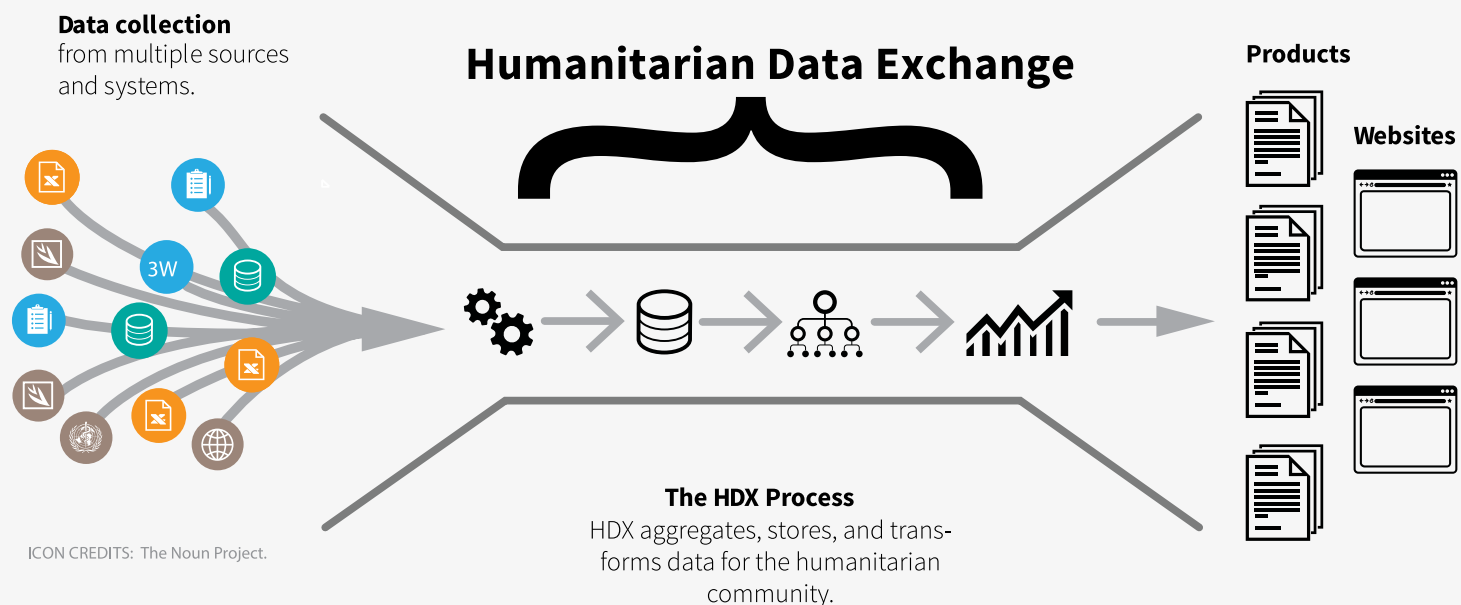 Data collection
from multiple sources
and systems.
Humanitarian Data Exchange
Products
Websites
3W
The HDX Process
HDX aggregates, stores, and trans-
forms data for the humanitarian
community.
ICON CREDITS: The Noun Project.